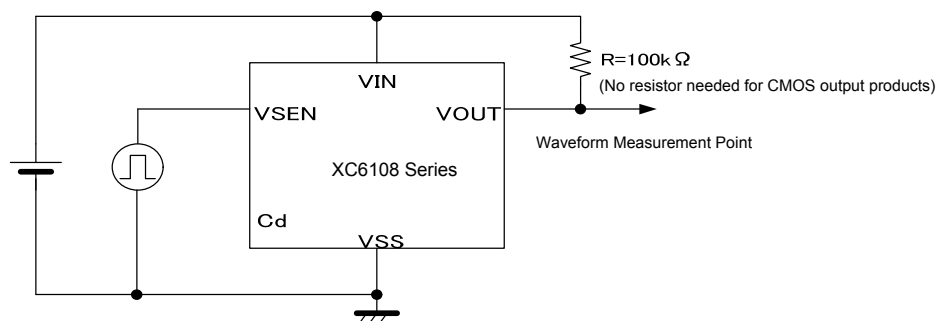 R=100kΩ
(No resistor needed for CMOS output products)
VIN
VSEN
VOUT
Waveform Measurement Point
XC6108 Series
Cd
VSS